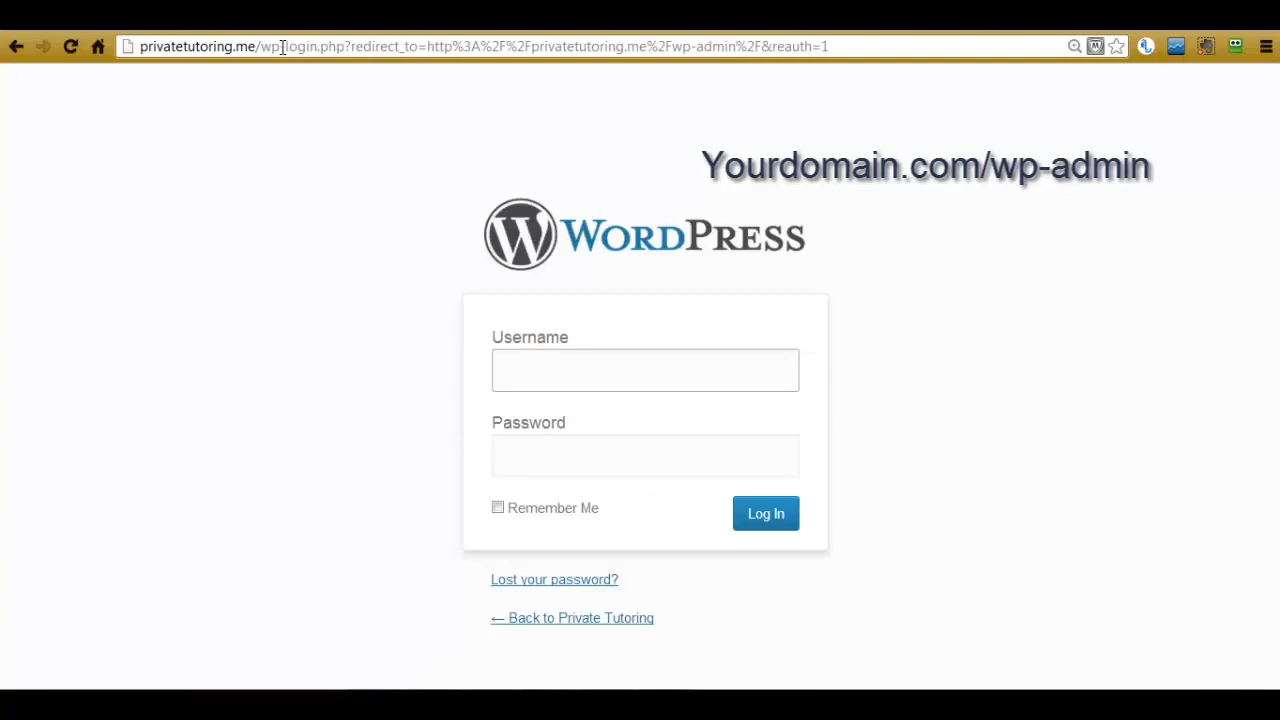 privatetutoring.me/wp-login.php?redirect_to=http%3A%2F%2Fprivatetutoring.me%2Fwp-admin%2F&reauth=1
Yourdomain.com/wp-admin
WORDPRESS
Username
Password
Remember Me
Log In
Lost your password?
← Back to Private Tutoring